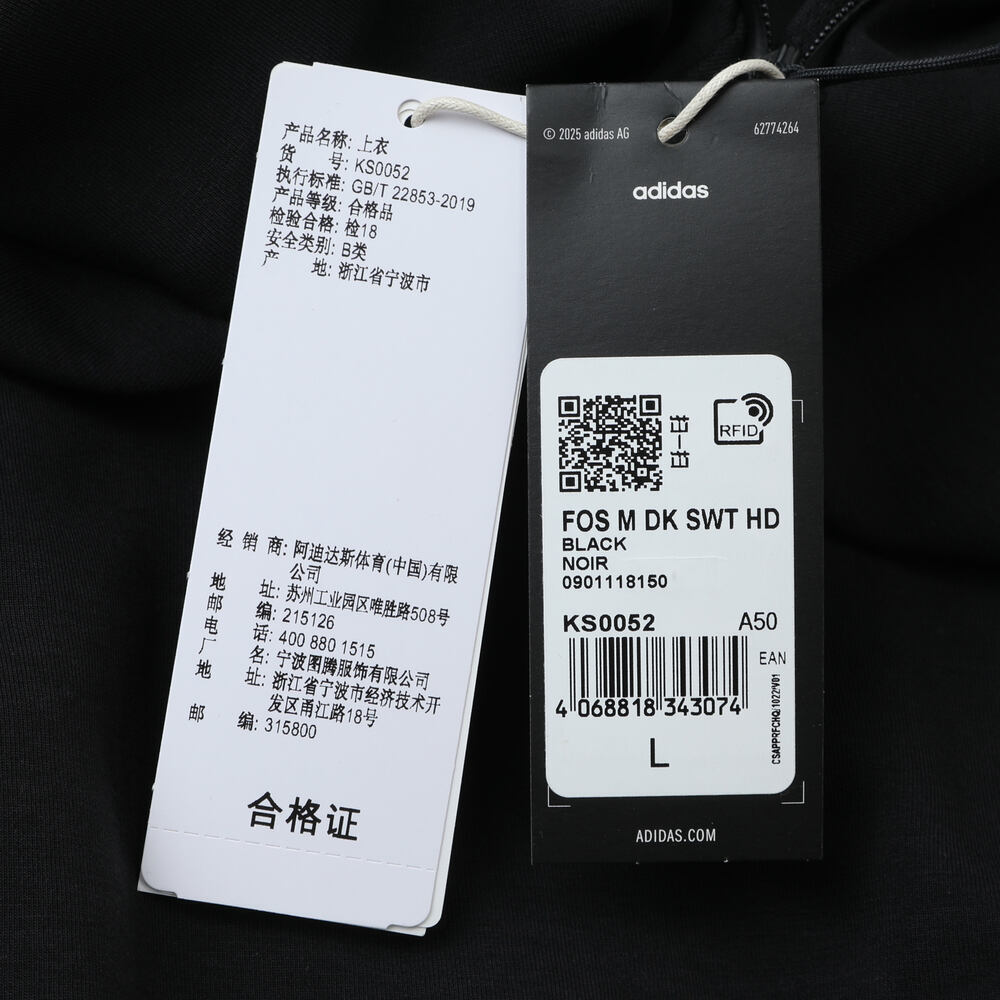 产品名称: 上衣
货 号: KS0052
执行标准: GB/T 22853-2019
产品等级: 合格品
检验合格: 检18
安全类别: B类
产 地: 浙江省宁波市
经 销 商: 阿迪达斯体育(中国)有限
公司
地 址: 苏州工业园区唯胜路508号
邮 编: 215126
电 话: 400 880 1515
厂 名: 宁波图腾服饰有限公司
地 址: 浙江省宁波市经济技术开
发区甬江路18号
邮 编: 315800
合格证
© 2025 adidas AG
62774264
adidas
RFID
FOS M DK SWT HD
BLACK
NOIR
0901118150
KS0052 A50
EAN
4 068818 343074
CSAPPRFCHQ/1022/V01
L
ADIDAS.COM